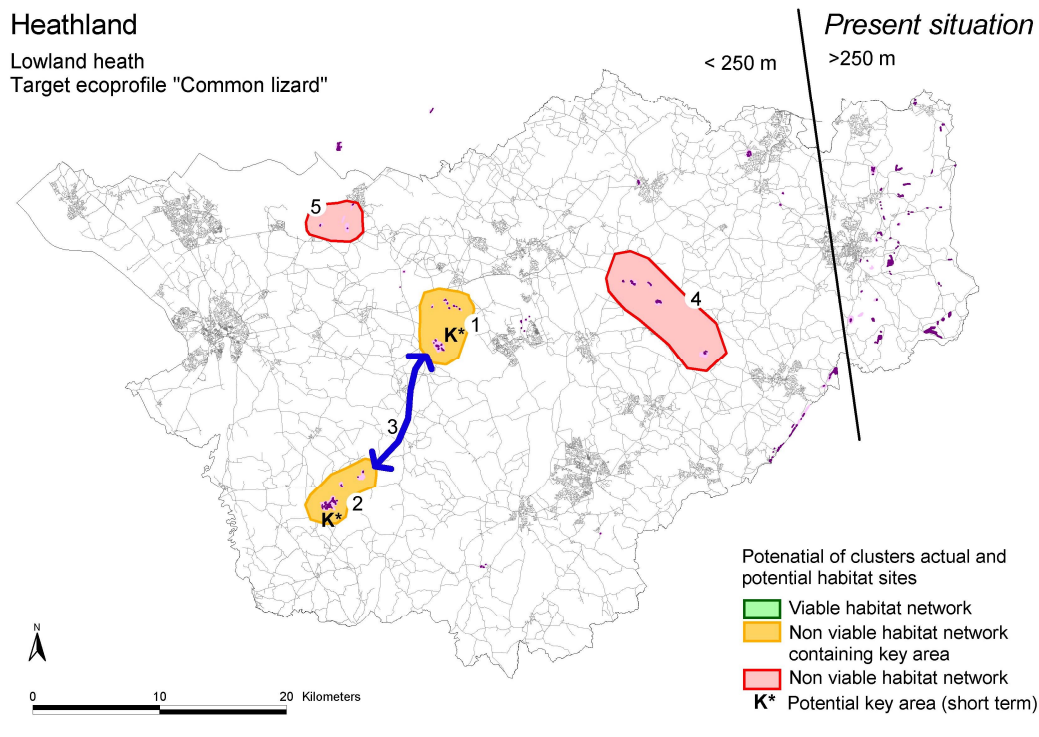 Heathland
Present situation
Lowland heath
Target ecoprofile "Common lizard"
< 250 m
>250 m
5
4
K* 1
3
2
K*
Potenatial of clusters actual and
potential habitat sites
Viable habitat network
Non viable habitat network
containing key area
Non viable habitat network
K* Potential key area (short term)
N
0 10 20 Kilometers